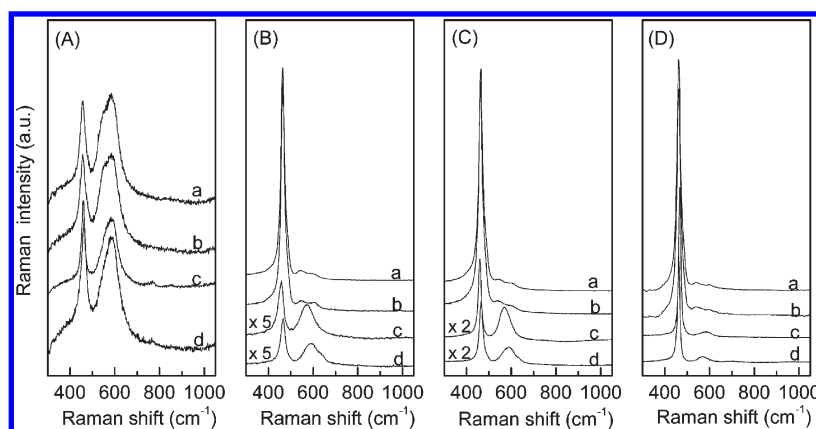 (A)
(B)
(C)
(D)
Raman intensity (a.u.)
a
b
c
d
a
b
x 5
c
x 5
d
a
b
x 2
c
x 2
d
a
b
c
d
400 600 800 1000
400 600 800 1000
400 600 800 1000
400 600 800 1000
Raman shift (cm-1)
Raman shift (cm-1)
Raman shift (cm-1)
Raman shift (cm-1)